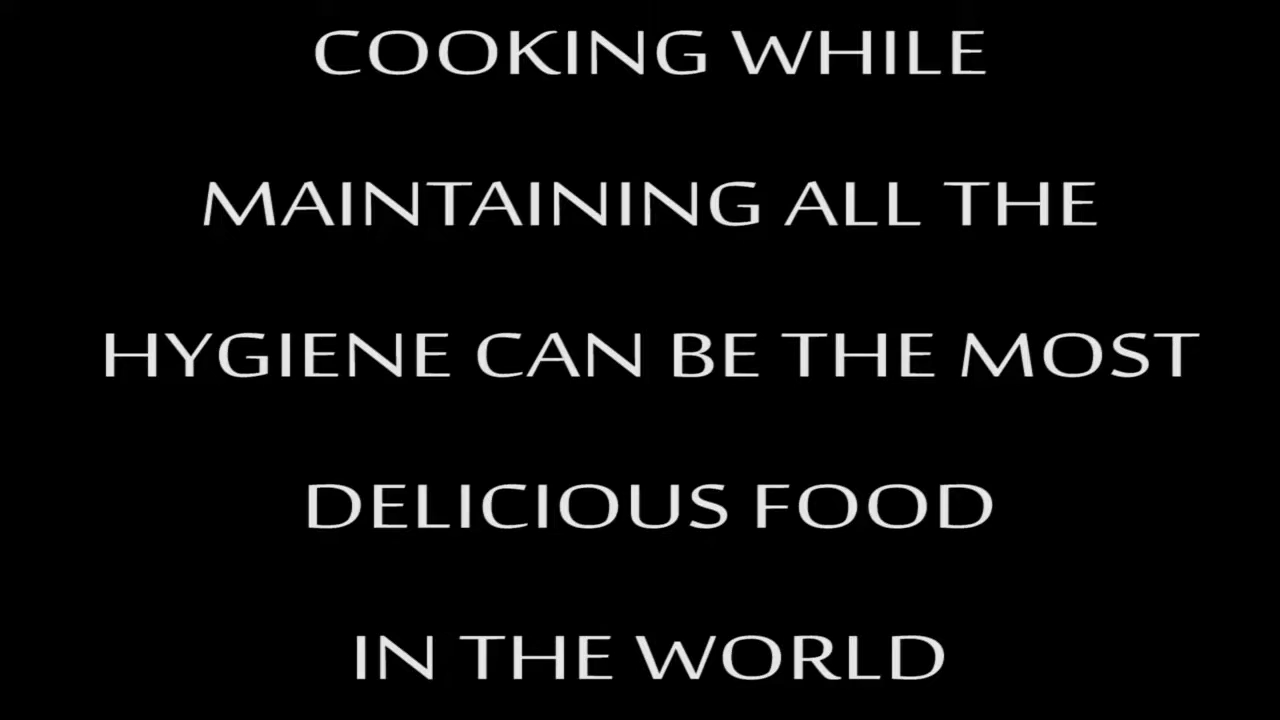 COOKING WHILE
MAINTAINING ALL THE
HYGIENE CAN BE THE MOST
DELICIOUS FOOD
IN THE WORLD